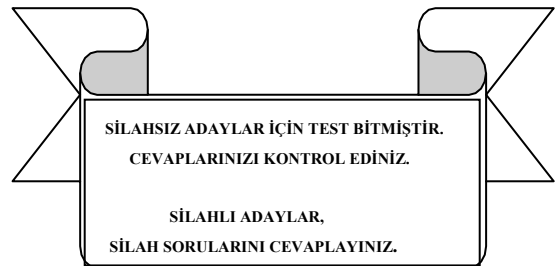 SİLAHSIZ ADAYLAR İÇİN TEST BİTMİŞTİR.
CEVAPLARINIZI KONTROL EDİNİZ.
SİLAHLI ADAYLAR,
SİLAH SORULARINI CEVAPLAYINIZ.